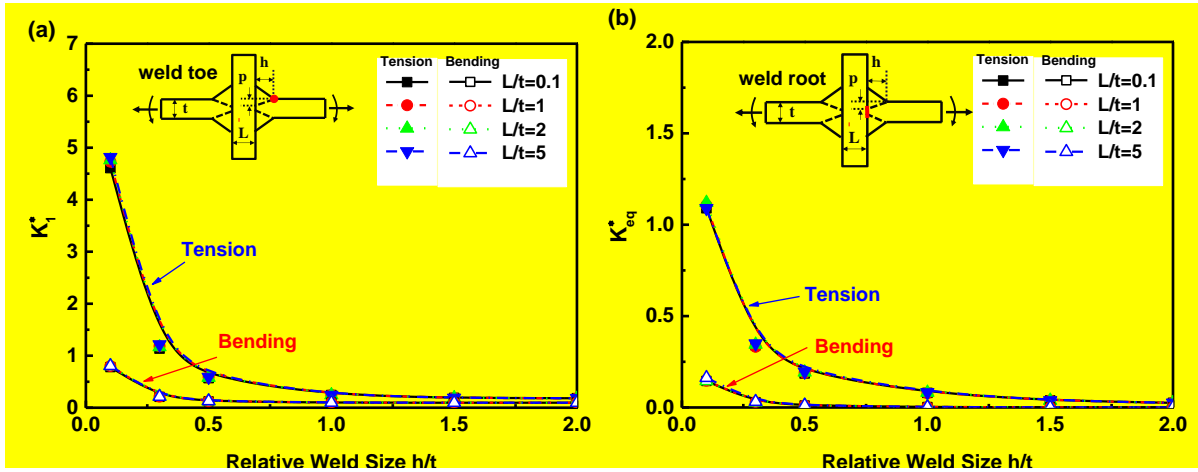 (a)
7
6
5
4
3
2
1
0
K*1
weld toe
p
h
t
L
Tension Bending
L/t=0.1
L/t=1
L/t=2
L/t=5
Tension
Bending
0.0 0.5 1.0 1.5 2.0
Relative Weld Size h/t
(b)
2.0
1.5
1.0
0.5
0.0
K*eq
weld root
p
h
t
L
Tension Bending
L/t=0.1
L/t=1
L/t=2
L/t=5
Tension
Bending
0.0 0.5 1.0 1.5 2.0
Relative Weld Size h/t